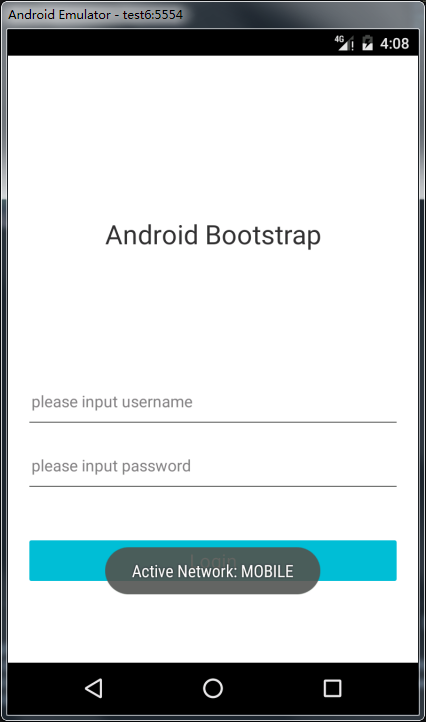 Android Emulator - test6:5554
4G 4:08
Android Bootstrap
please input username
please input password
Login
Active Network: MOBILE